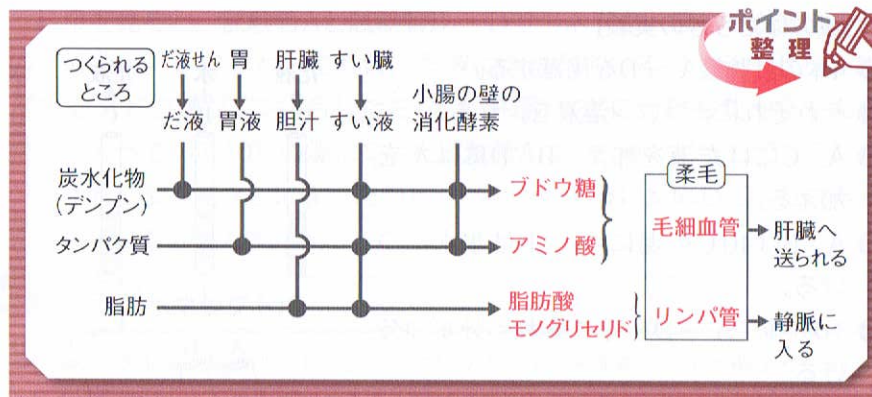 ポイント
整理
つくられる
ところ
だ液せん 胃 肝臓 すい臓
小腸の壁の
だ液 胃液 胆汁 すい液 消化酵素
炭水化物
(デンプン)
ブドウ糖
タンパク質
アミノ酸
脂肪
脂肪酸
モノグリセリド
柔毛
毛細血管
肝臓へ
送られる
リンパ管
静脈に
入る